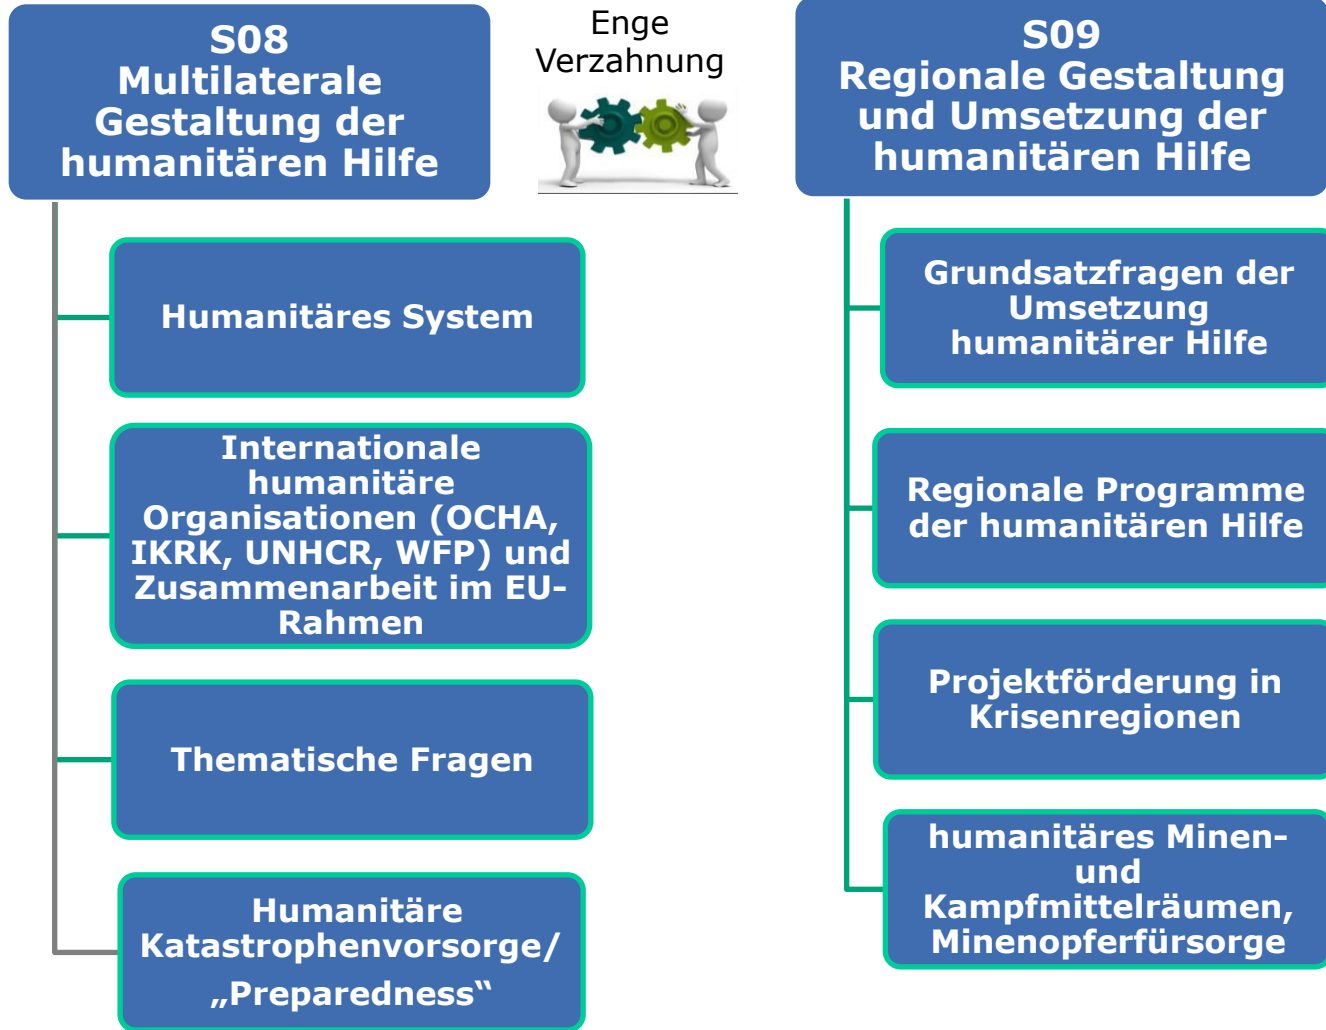 S08
Multilaterale
Gestaltung der
humanitären Hilfe
Humanitäres System
Internationale
humanitäre
Organisationen (OCHA,
IKRK, UNHCR, WFP) und
Zusammenarbeit im EU-
Rahmen
Thematische Fragen
Humanitäre
Katastrophenvorsorge/
„Preparedness“
Enge
Verzahnung
S09
Regionale Gestaltung
und Umsetzung der
humanitären Hilfe
Grundsatzfragen der
Umsetzung
humanitärer Hilfe
Regionale Programme
der humanitären Hilfe
Projektförderung in
Krisenregionen
humanitäres Minen-
und
Kampfmittelräumen,
Minenopferfürsorge